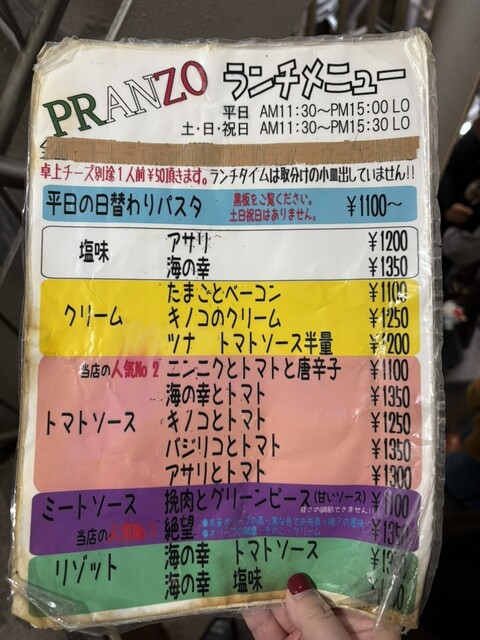 PRANZO ランチメニュー
平日 AM11:30〜PM15:00 LO
土・日・祝日 AM11:30〜PM15:30 LO
卓上チーズ別途1人前¥50頂きます。ランチタイムは取分けの小皿出していません!!
平日の日替わりパスタ 黒板をご覧ください。 ¥1100〜
土日祝日はありません。
塩味 アサリ ¥1200
海の幸 ¥1350
たまごとベーコン ¥1100
クリーム キノコのクリーム ¥1250
ツナ トマトソース半量 ¥1200
当店の人気No 2 ニンニクとトマトと唐辛子 ¥1100
海の幸とトマト ¥1350
トマトソース キノコとトマト ¥1250
バジリコとトマト ¥1350
アサリとトマト ¥1300
ミートソース 挽肉とグリーンピース(甘いソース) ¥1100
甘さの調節できません!
当店の人気No 1 絶望 ¥1350
リゾット 海の幸 トマトソース
海の幸 塩味